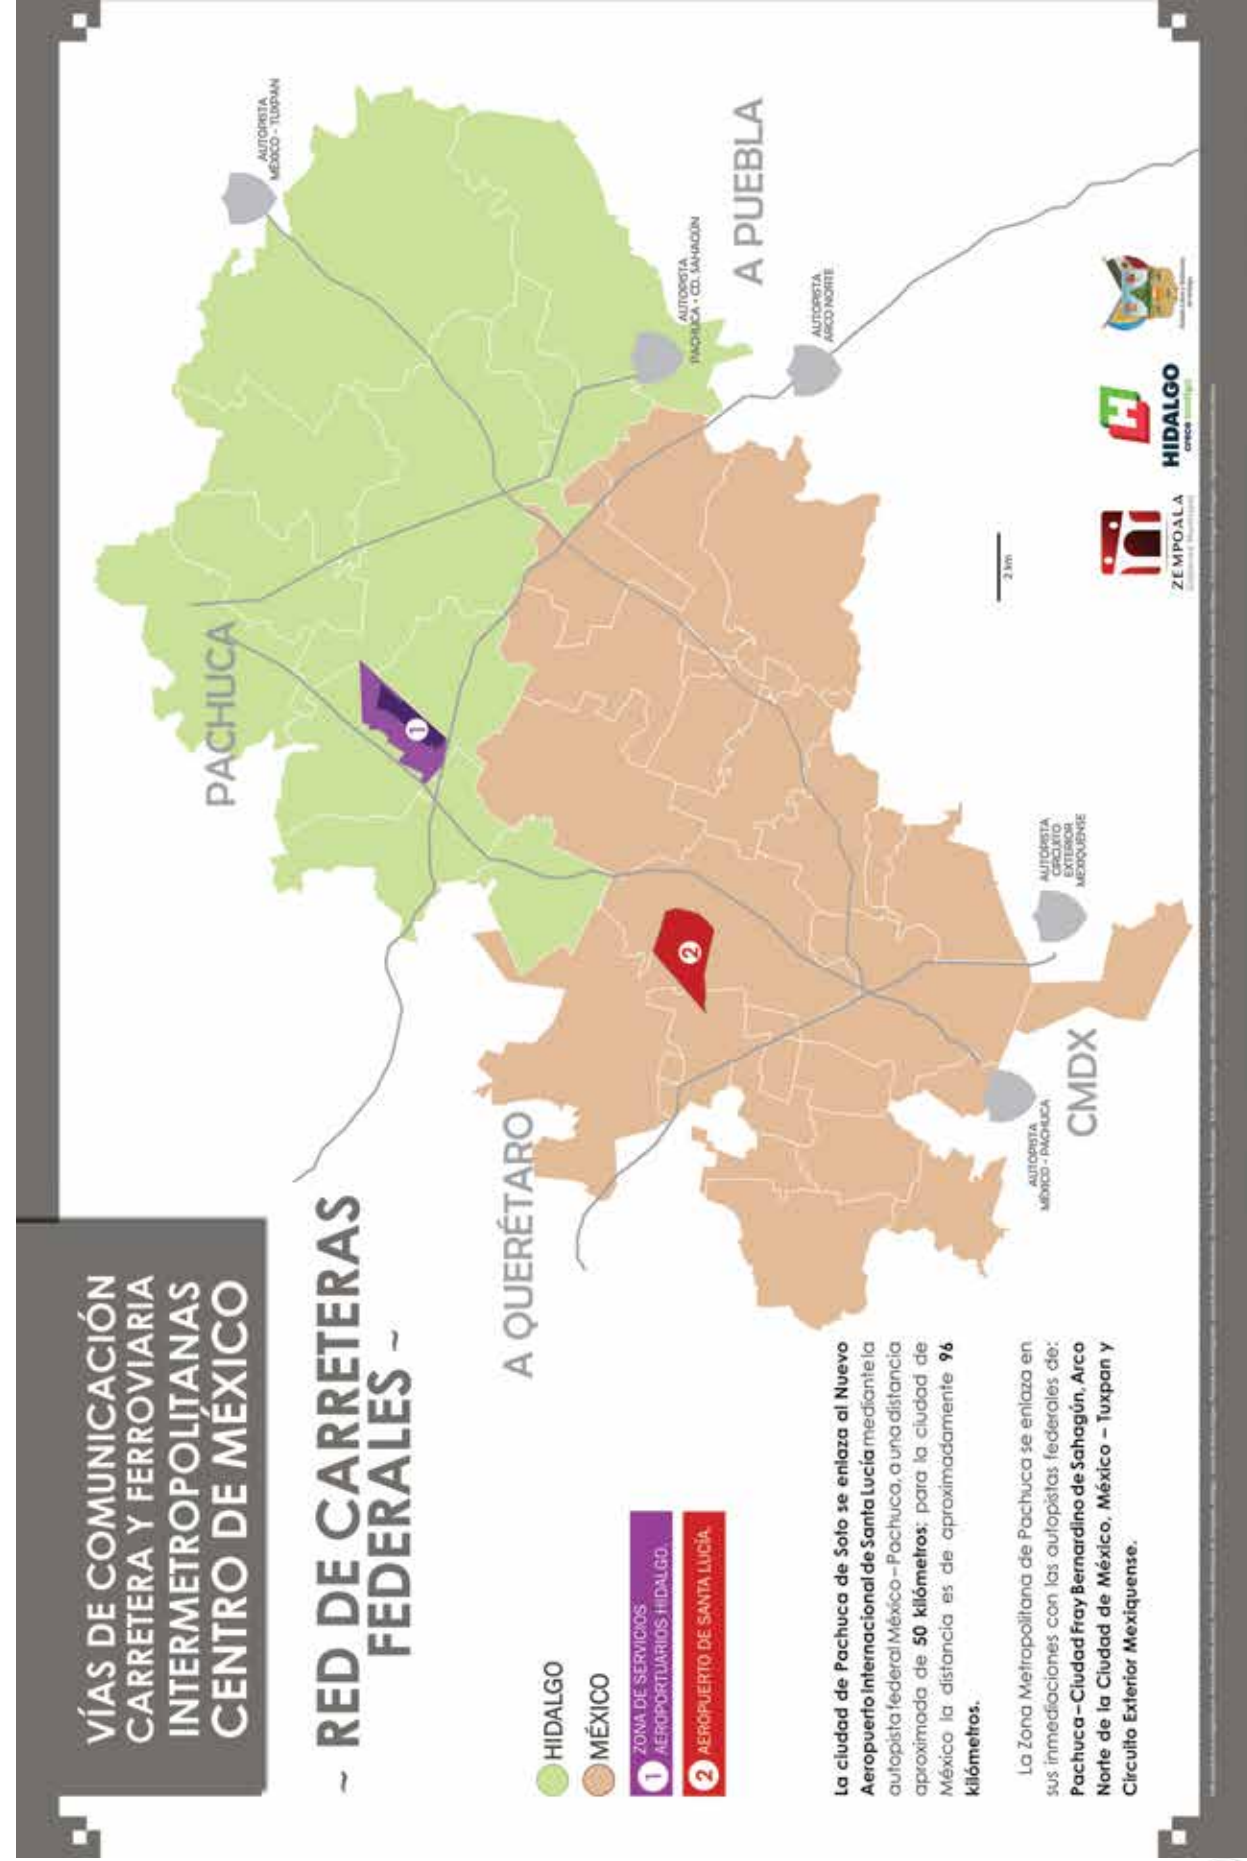 VÍAS DE COMUNICACIÓN
CARRETERA Y FERROVIARIA
INTERMETROPOLITANAS
CENTRO DE MÉXICO
~ RED DE CARRETERAS
FEDERALES ~
HIDALGO
MÉXICO
1 ZONA DE SERVICIOS
AEROPORTUARIOS HIDALGO.
2 AEROPUERTO DE SANTA LUCÍA.
La ciudad de Pachuca de Soto se enlaza al Nuevo
Aeropuerto Internacional de Santa Lucía mediante la
autopista federal México–Pachuca, a una distancia
aproximada de 50 kilómetros; para la ciudad de
México la distancia es de aproximadamente 96
kilómetros.
La Zona Metropolitana de Pachuca se enlaza en
sus inmediaciones con las autopistas federales de:
Pachuca–Ciudad Fray Bernardino de Sahagún, Arco
Norte de la Ciudad de México, México – Tuxpan y
Circuito Exterior Mexiquense.
A QUERÉTARO
PACHUCA
1
2
AUTOPISTA
MÉXICO - TUXPAN
AUTOPISTA
PACHUCA - CD. SAHAGÚN
A PUEBLA
AUTOPISTA
ARCO NORTE
AUTOPISTA
CIRCUITO
EXTERIOR
MEXIQUENSE
CMDX
AUTOPISTA
MÉXICO - PACHUCA
2 km
ZEMPOALA
HIDALGO
crece